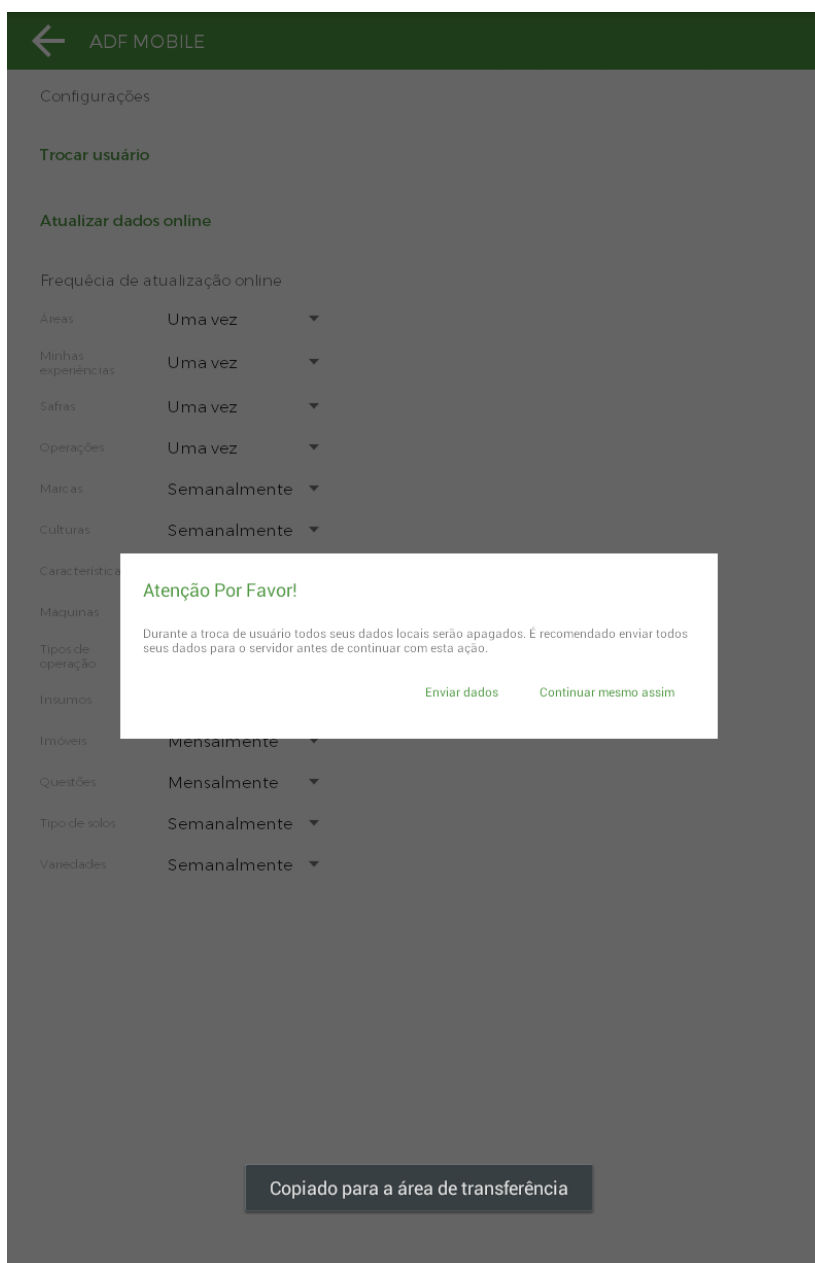 ADF MOBILE
Configurações
Trocar usuário
Atualizar dados online
Frequêcia de atualização online
Áreas Uma vez
Minhas
experiências Uma vez
Safras Uma vez
Operações Uma vez
Marcas Semanalmente
Culturas Semanalmente
Característica
Maquinas
Tipos de
operação
Insumos
Atenção Por Favor!
Durante a troca de usuário todos seus dados locais serão apagados. É recomendado enviar todos
seus dados para o servidor antes de continuar com esta ação.
Enviar dados Continuar mesmo assim
Imóveis Mensalmente
Questões Mensalmente
Tipo de solos Semanalmente
Variedades Semanalmente
Copiado para a área de transferência